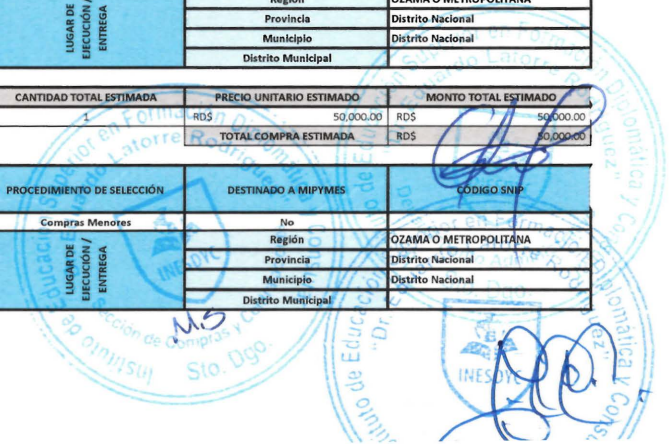 LUGAR DE EJECUCIÓN / ENTREGA
Región OZAMA O METROPOLITANA
Provincia Distrito Nacional
Municipio Distrito Nacional
Distrito Municipal
CANTIDAD TOTAL ESTIMADA PRECIO UNITARIO ESTIMADO MONTO TOTAL ESTIMADO
1 RD$ 50,000.00 RD$ 50,000.00
TOTAL COMPRA ESTIMADA RD$ 50,000.00
PROCEDIMIENTO DE SELECCIÓN DESTINADO A MIPYMES CÓDIGO SNIP
Compras Menores No
LUGAR DE EJECUCIÓN / ENTREGA
Región OZAMA O METROPOLITANA
Provincia Distrito Nacional
Municipio Distrito Nacional
Distrito Municipal
M.S
INESDYC
Sto. Dgo.
INESDYC